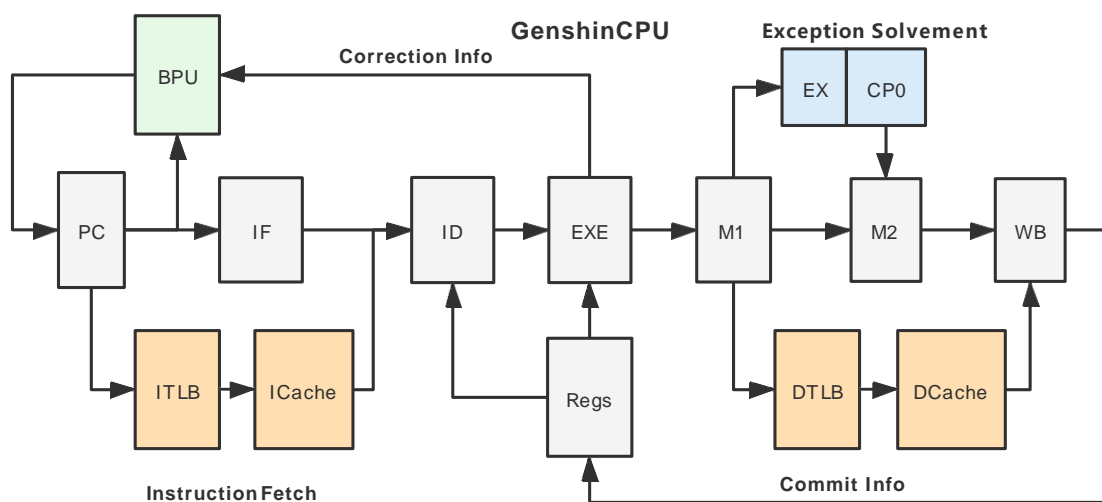 GenshinCPU
Exception Solvement
Correction Info
BPU
EX
CP0
PC
IF
ID
EXE
M1
M2
WB
ITLB
ICache
Regs
DTLB
DCache
Instruction Fetch
Commit Info